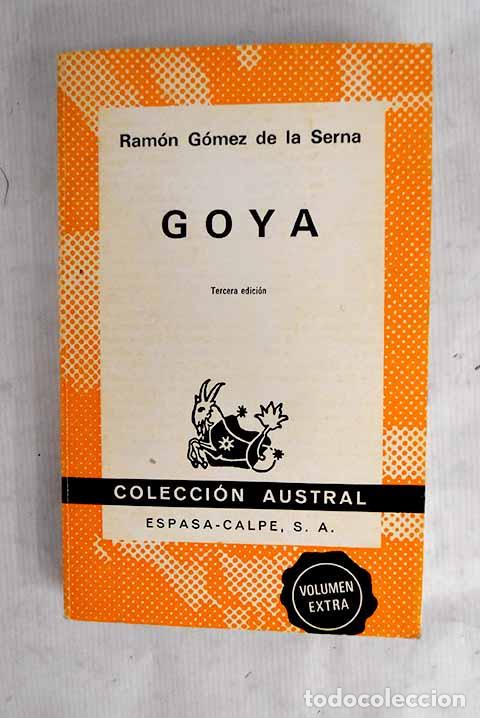 Ramón Gómez de la Serna
GOYA
Tercera edición
COLECCIÓN AUSTRAL
ESPASA-CALPE, S. A.
VOLUMEN
EXTRA
todocoleccion